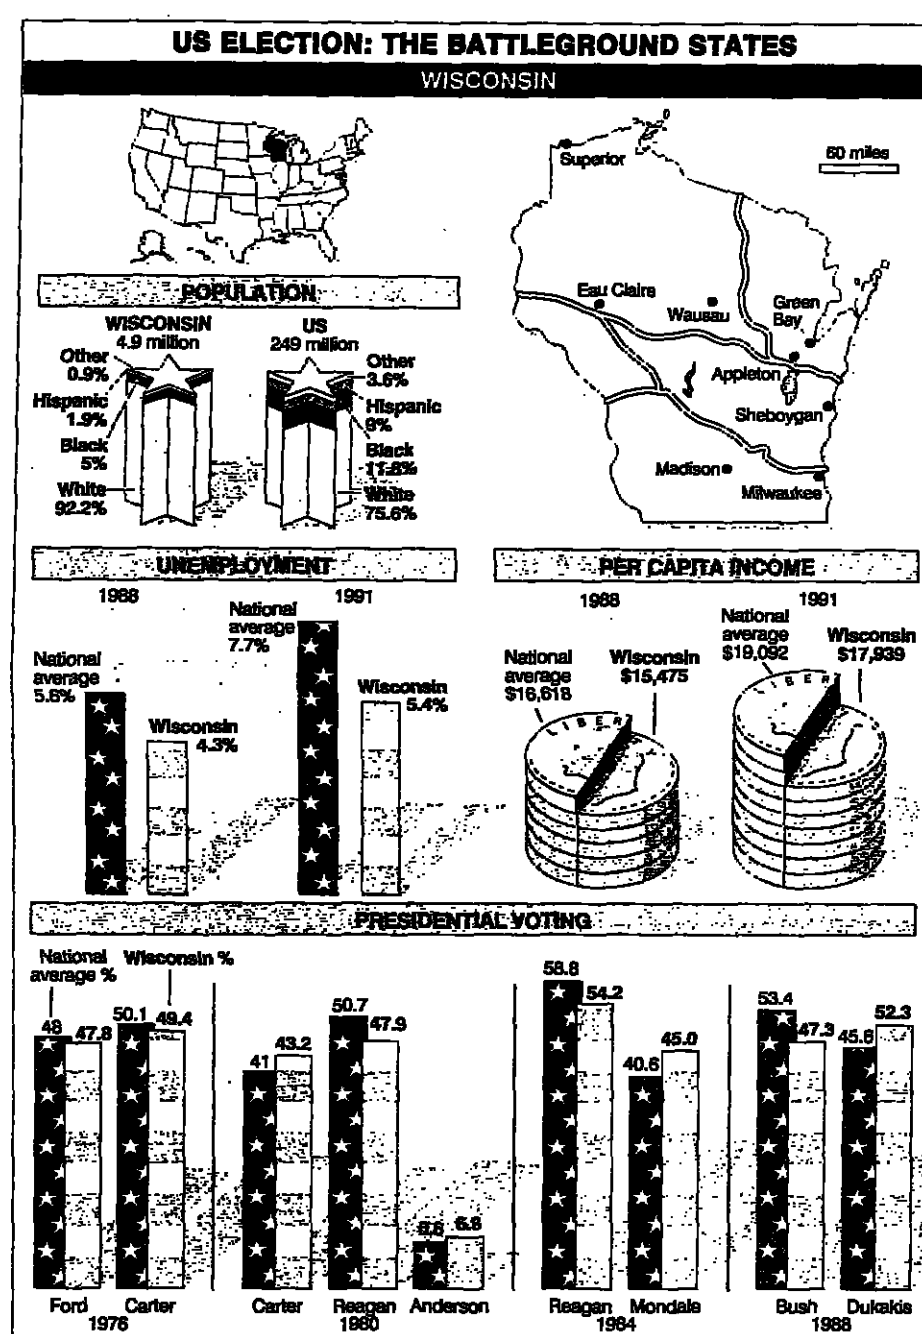 US ELECTION: THE BATTLEGROUND STATES
WISCONSIN
Superior
60 miles
Eau Claire
Wausau
Green
Bay
Appleton
Sheboygan
Madison
Milwaukee
POPULATION
WISCONSIN
4.9 million
Other
0.9%
Hispanic
1.9%
Black
5%
White
92.2%
US
249 million
Other
3.6%
Hispanic
9%
Black
11.8%
White
75.6%
UNEMPLOYMENT
1988
National
average
5.6%
Wisconsin
4.3%
1991
National
average
7.7%
Wisconsin
5.4%
PER CAPITA INCOME
1988
National
average
$16,618
Wisconsin
$15,475
LIBER
1991
National
average
$19,092
Wisconsin
$17,939
LIBER
PRESIDENTIAL VOTING
National
average %
Wisconsin %
48 47.8 50.1 49.4
41 43.2 50.7 47.9 6.6 6.8
58.8 54.2 40.6 45.0
53.4 47.3 45.6 52.3
Ford Carter
1976
Carter Reagan Anderson
1980
Reagan Mondale
1984
Bush Dukakis
1988